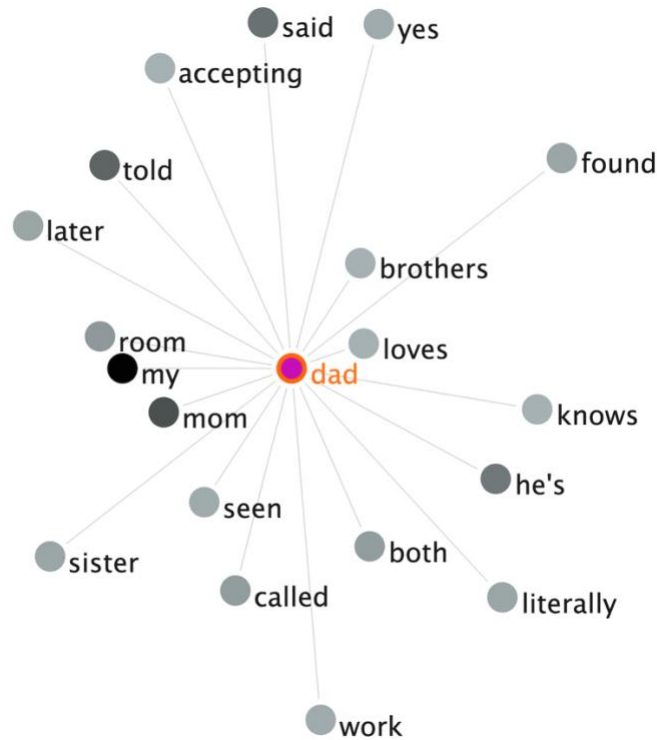 said
yes
accepting
found
told
later
brothers
room
loves
my
dad
mom
knows
he's
seen
both
sister
called
literally
work